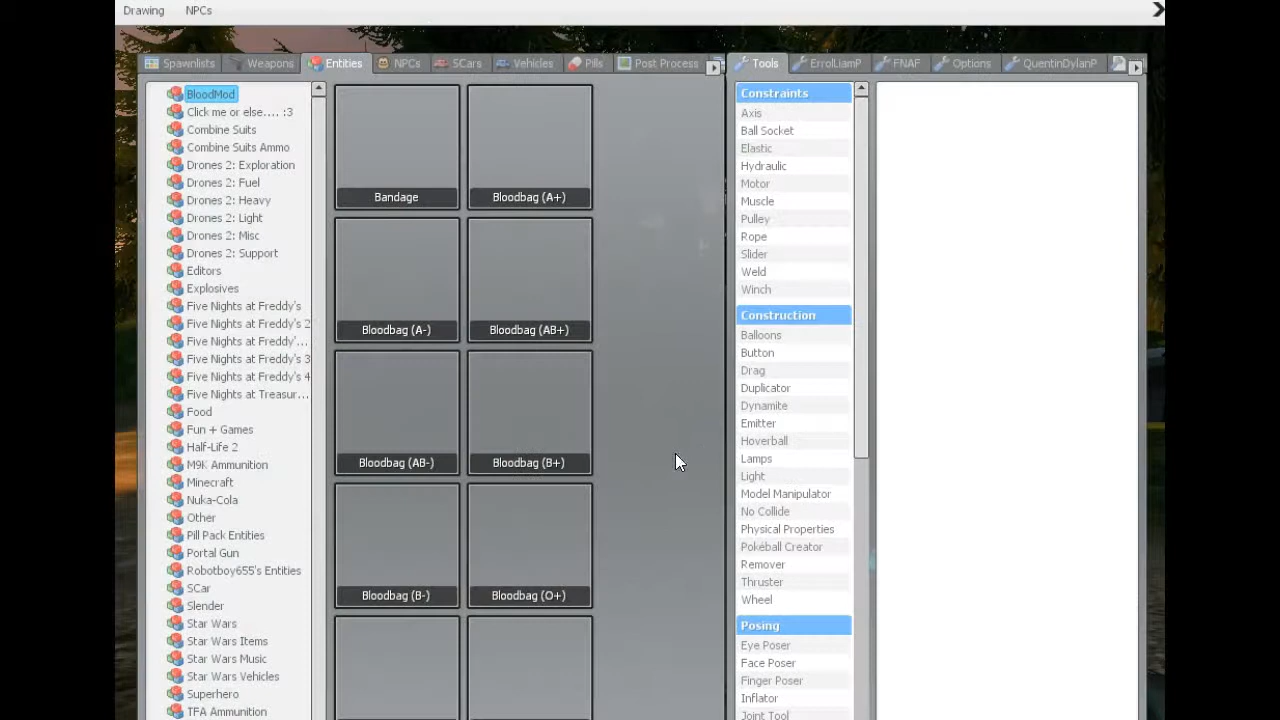 Drawing NPCs
Spawnlists Weapons Entities NPCs SCars Vehicles Pills Post Process
Tools ErrolLiamP FNAF Options QuentinDylanP
BloodMod
Click me or else.... :3
Combine Suits
Combine Suits Ammo
Drones 2: Exploration
Drones 2: Fuel
Drones 2: Heavy
Drones 2: Light
Drones 2: Misc
Drones 2: Support
Editors
Explosives
Five Nights at Freddy's
Five Nights at Freddy's 2
Five Nights at Freddy'...
Five Nights at Freddy's 3
Five Nights at Freddy's 4
Five Nights at Treasur...
Food
Fun + Games
Half-Life 2
M9K Ammunition
Minecraft
Nuka-Cola
Other
Pill Pack Entities
Portal Gun
Robotboy655's Entities
SCar
Slender
Star Wars
Star Wars Items
Star Wars Music
Star Wars Vehicles
Superhero
TFA Ammunition
Bandage
Bloodbag (A+)
Bloodbag (A-)
Bloodbag (AB+)
Bloodbag (AB-)
Bloodbag (B+)
Bloodbag (B-)
Bloodbag (O+)
Constraints
Axis
Ball Socket
Elastic
Hydraulic
Motor
Muscle
Pulley
Rope
Slider
Weld
Winch
Construction
Balloons
Button
Drag
Duplicator
Dynamite
Emitter
Hoverball
Lamps
Light
Model Manipulator
No Collide
Physical Properties
Pokéball Creator
Remover
Thruster
Wheel
Posing
Eye Poser
Face Poser
Finger Poser
Inflator
Joint Tool